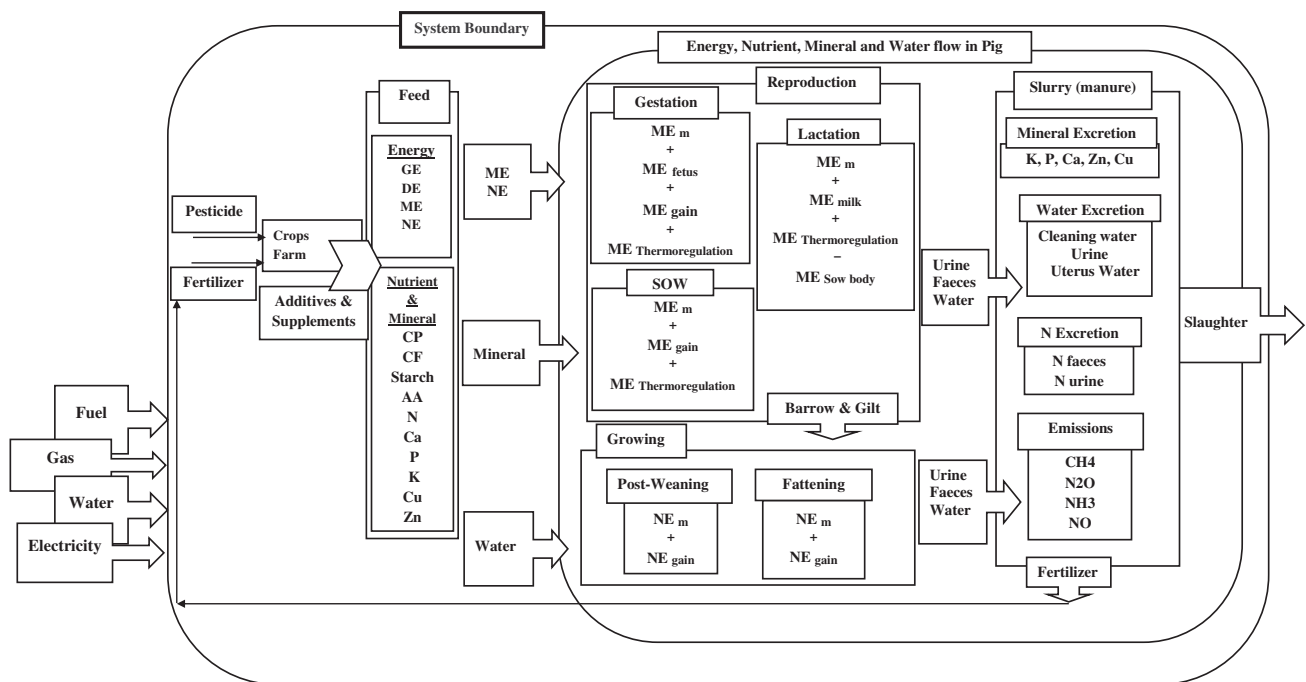 System Boundary
Energy, Nutrient, Mineral and Water flow in Pig
Pesticide
Fertilizer
Crops
Farm
Additives &
Supplements
Fuel
Gas
Water
Electricity
Feed
Energy
GE
DE
ME
NE
Nutrient
&
Mineral
CP
CF
Starch
AA
N
Ca
P
K
Cu
Zn
ME
NE
Mineral
Water
Reproduction
Gestation
ME m
+
ME fetus
+
ME gain
+
ME Thermoregulation
Lactation
ME m
+
ME milk
+
ME Thermoregulation
–
ME Sow body
SOW
ME m
+
ME gain
+
ME Thermoregulation
Barrow & Gilt
Growing
Post-Weaning
NE m
+
NE gain
Fattening
NE m
+
NE gain
Urine
Faeces
Water
Urine
Faeces
Water
Slurry (manure)
Mineral Excretion
K, P, Ca, Zn, Cu
Water Excretion
Cleaning water
Urine
Uterus Water
N Excretion
N faeces
N urine
Emissions
CH4
N2O
NH3
NO
Fertilizer
Slaughter